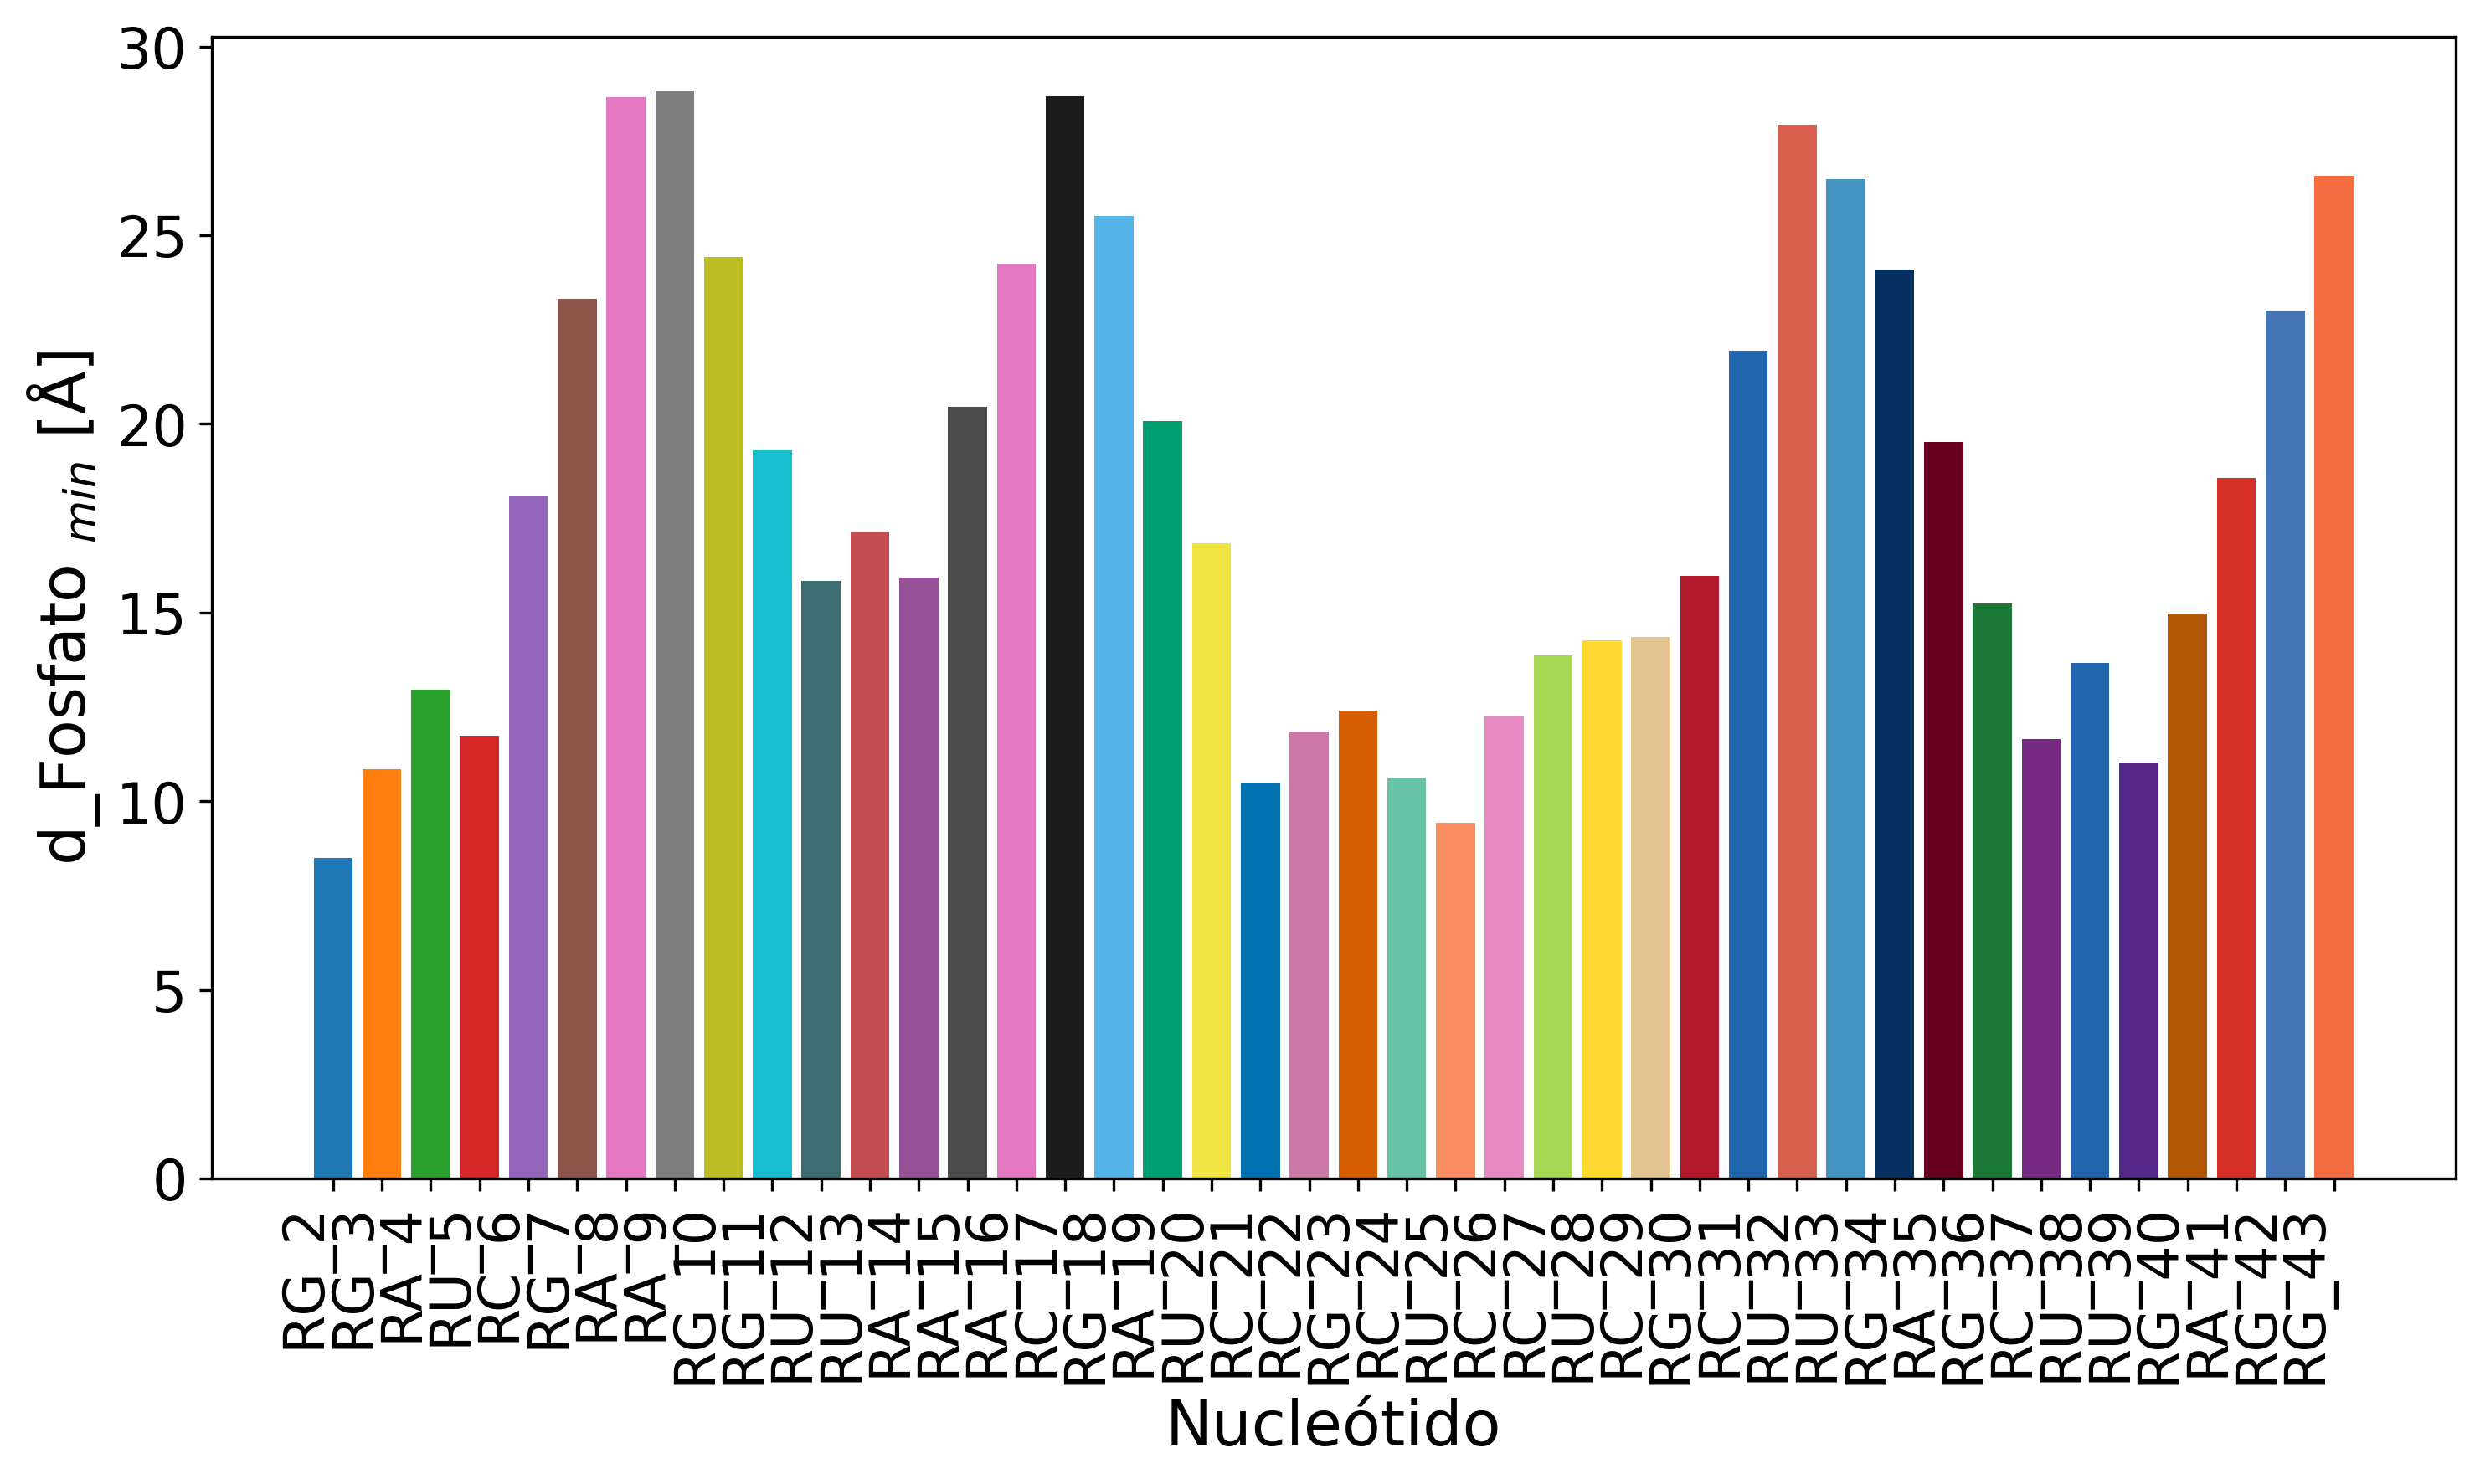 30
25
20
15
10
5
0
d_Fosfato min [Å]
RG_2
RG_3
RA_4
RU_5
RC_6
RG_7
RA_8
RA_9
RG_10
RG_11
RU_12
RU_13
RA_14
RA_15
RA_16
RC_17
RG_18
RA_19
RU_20
RC_21
RC_22
RG_23
RC_24
RU_25
RC_26
RC_27
RU_28
RC_29
RG_30
RC_31
RU_32
RU_33
RG_34
RA_35
RG_36
RC_37
RU_38
RU_39
RG_40
RA_41
RG_42
RG_43
Nucleótido